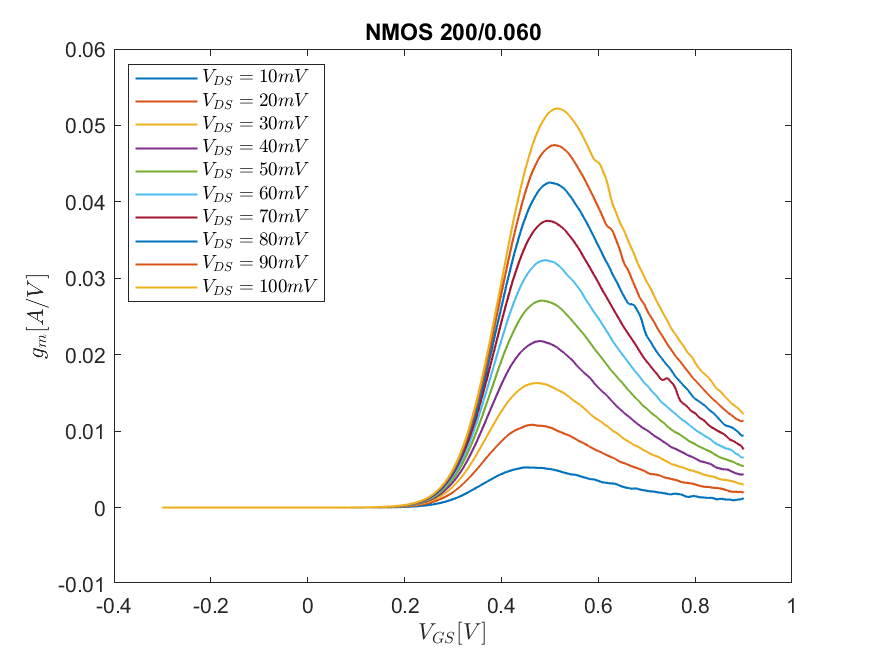 NMOS 200/0.060
0.06
0.05
0.04
0.03
0.02
0.01
0
-0.01
g_m[A/V]
V_DS = 10mV
V_DS = 20mV
V_DS = 30mV
V_DS = 40mV
V_DS = 50mV
V_DS = 60mV
V_DS = 70mV
V_DS = 80mV
V_DS = 90mV
V_DS = 100mV
-0.4 -0.2 0 0.2 0.4 0.6 0.8 1
V_GS[V]